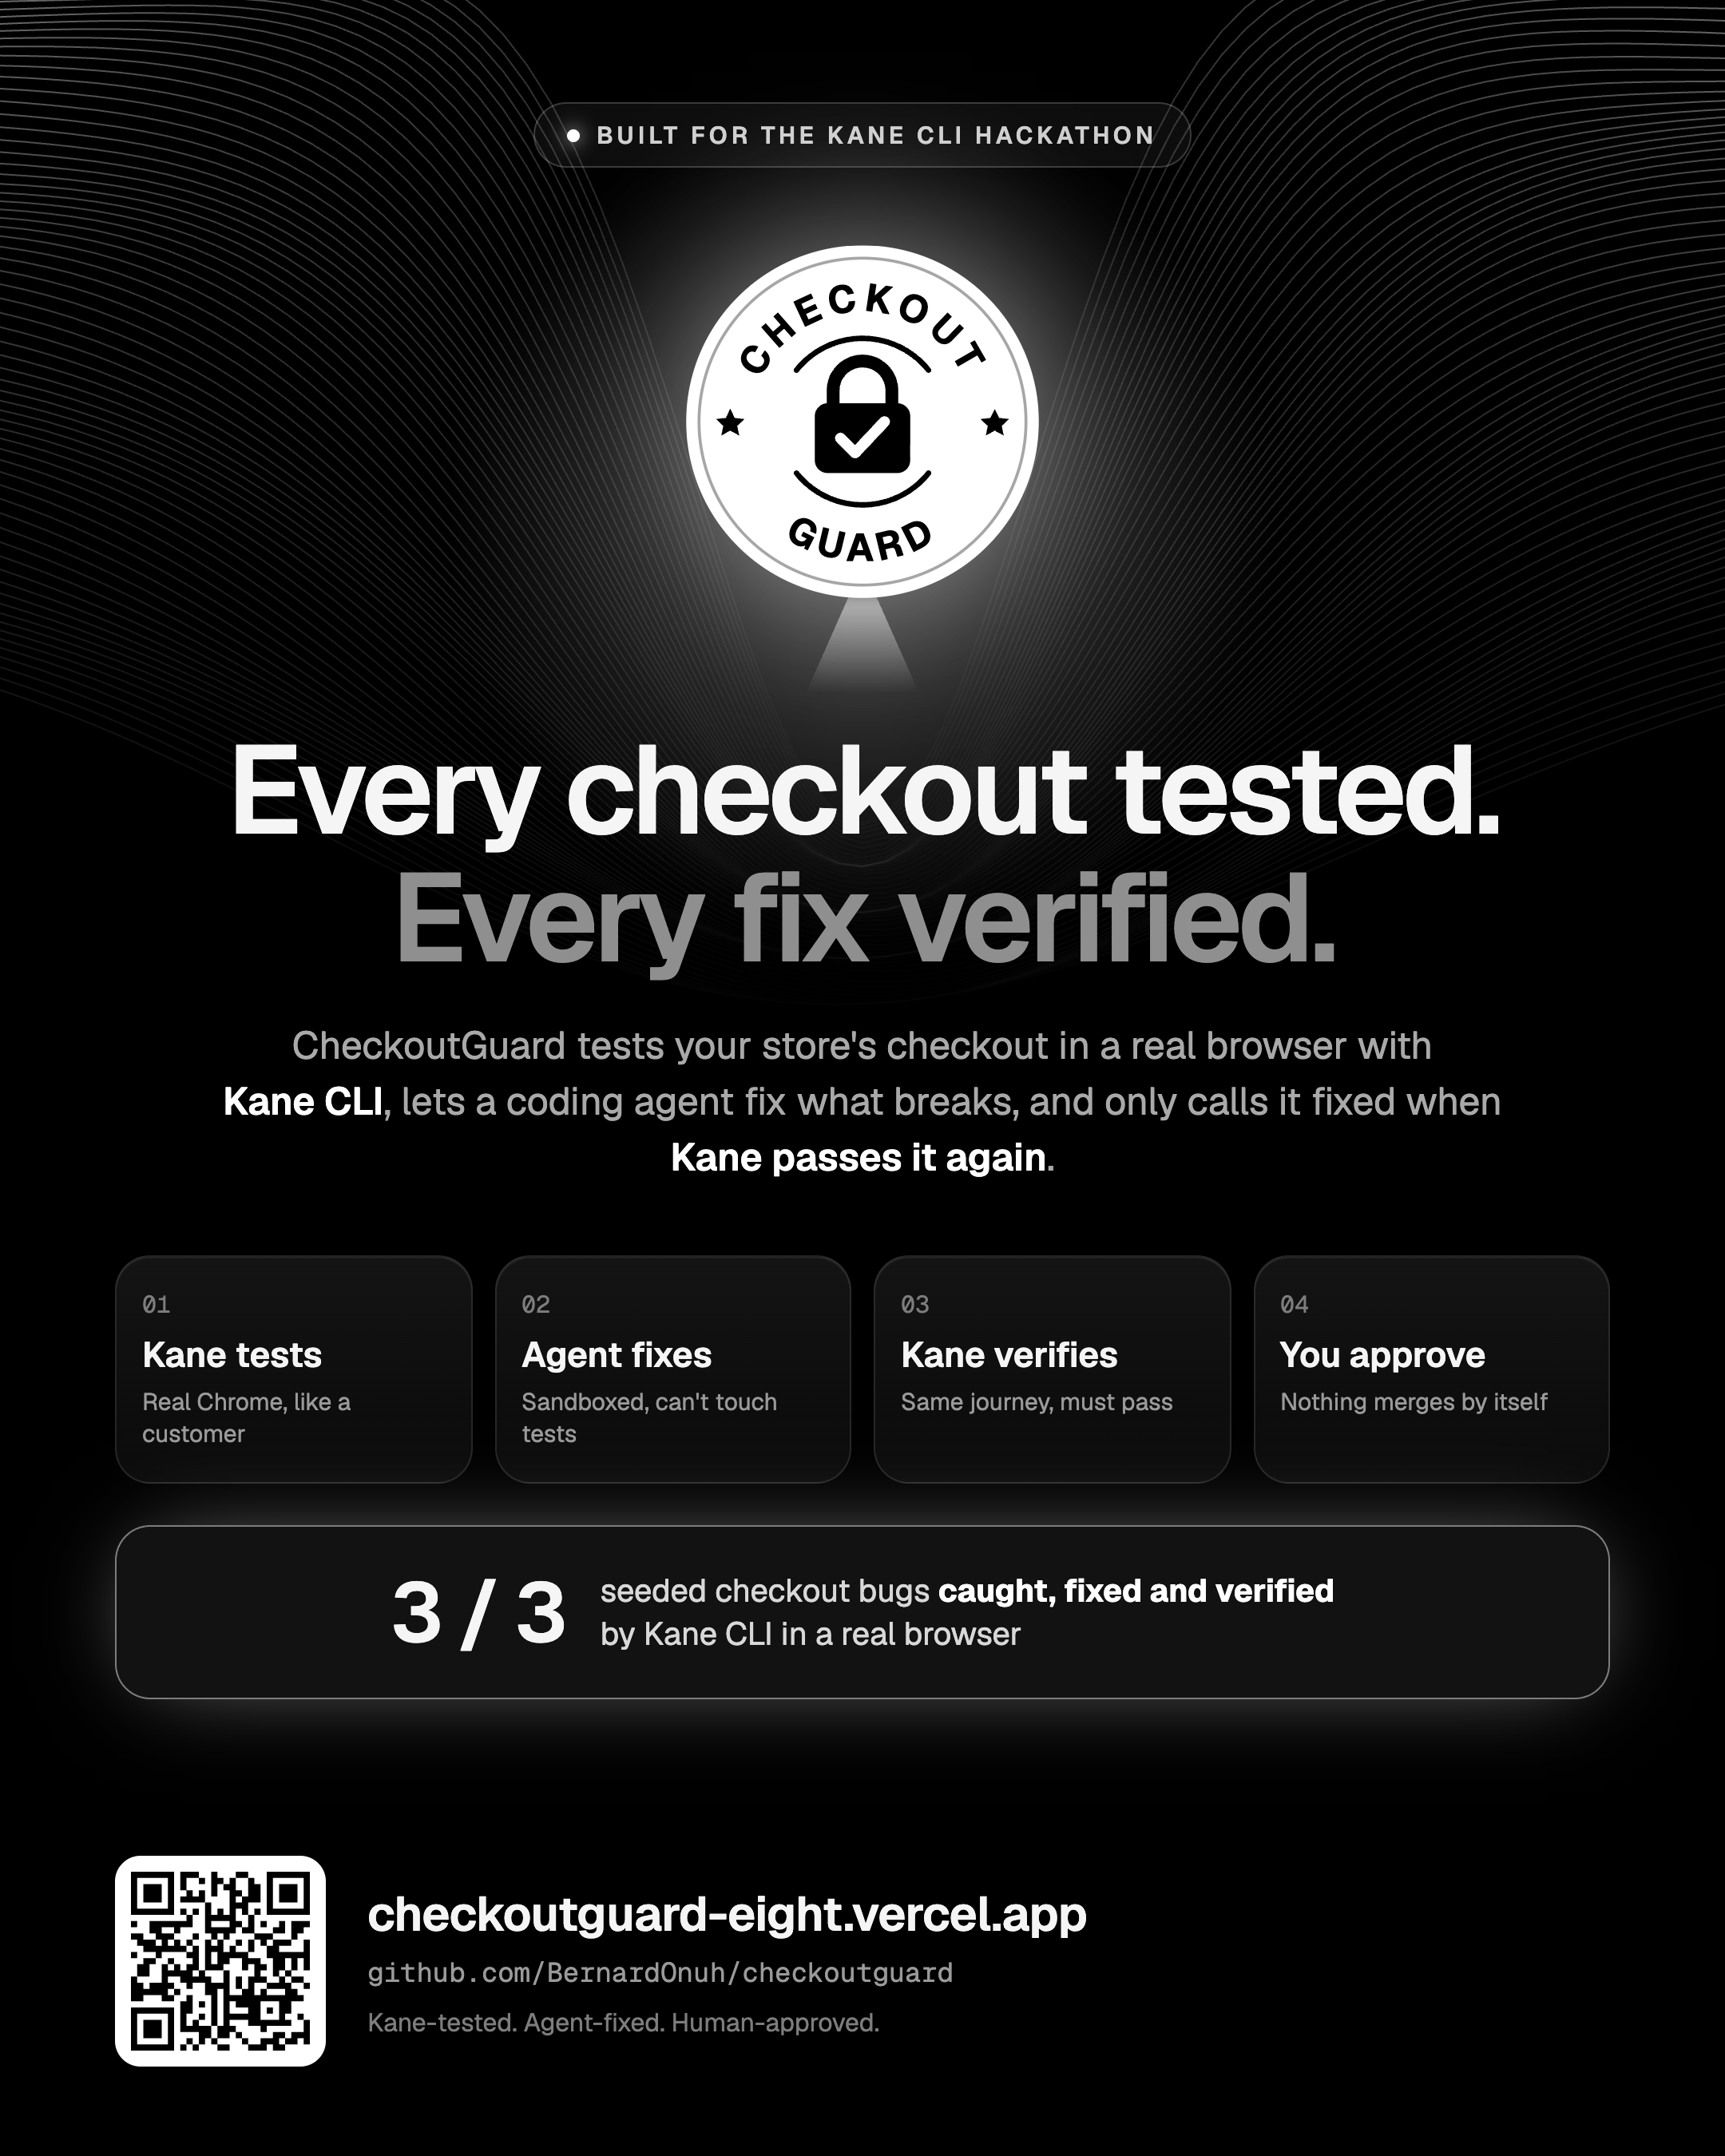 BUILT FOR THE KANE CLI HACKATHON
CHECKOUT
GUARD
Every checkout tested.
Every fix verified.
CheckoutGuard tests your store's checkout in a real browser with
Kane CLI, lets a coding agent fix what breaks, and only calls it fixed when
Kane passes it again.
01
Kane tests
Real Chrome, like a
customer
02
Agent fixes
Sandboxed, can't touch
tests
03
Kane verifies
Same journey, must pass
04
You approve
Nothing merges by itself
3 / 3
seeded checkout bugs caught, fixed and verified
by Kane CLI in a real browser
checkoutguard-eight.vercel.app
github.com/BernardOnuh/checkoutguard
Kane-tested. Agent-fixed. Human-approved.